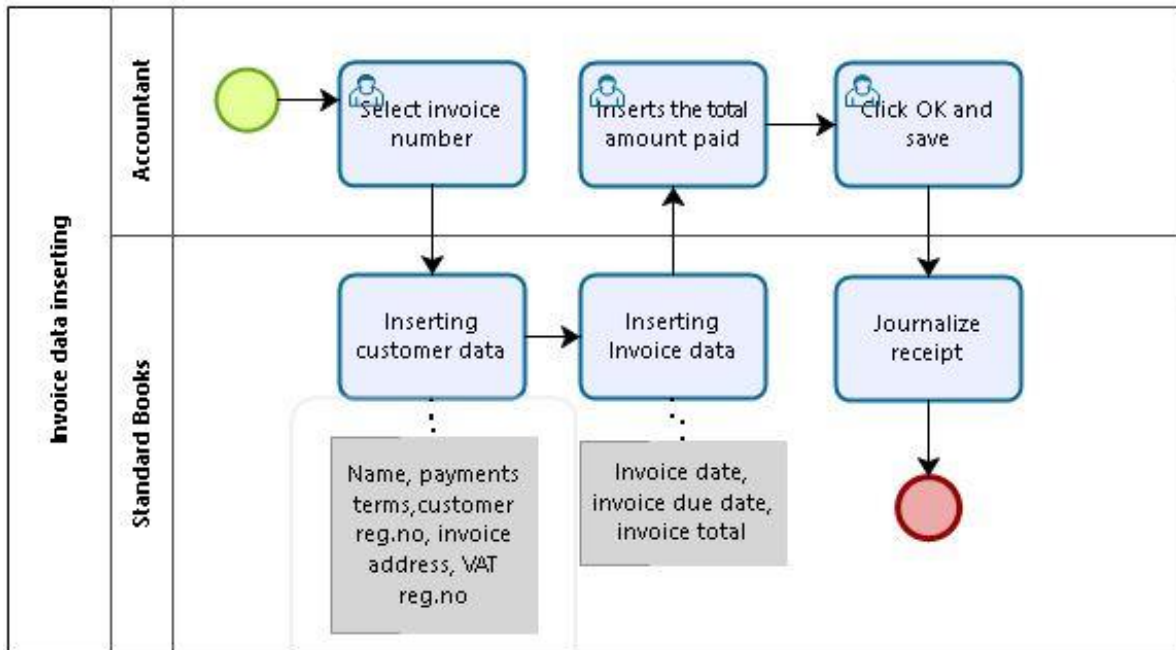 Invoice data inserting
Accountant
Select invoice
number
Inserts the total
amount paid
Click OK and
save
Standard Books
Inserting
customer data
Inserting
Invoice data
Journalize
receipt
Name, payments
terms,customer
reg.no, invoice
address, VAT
reg.no
Invoice date,
invoice due date,
invoice total